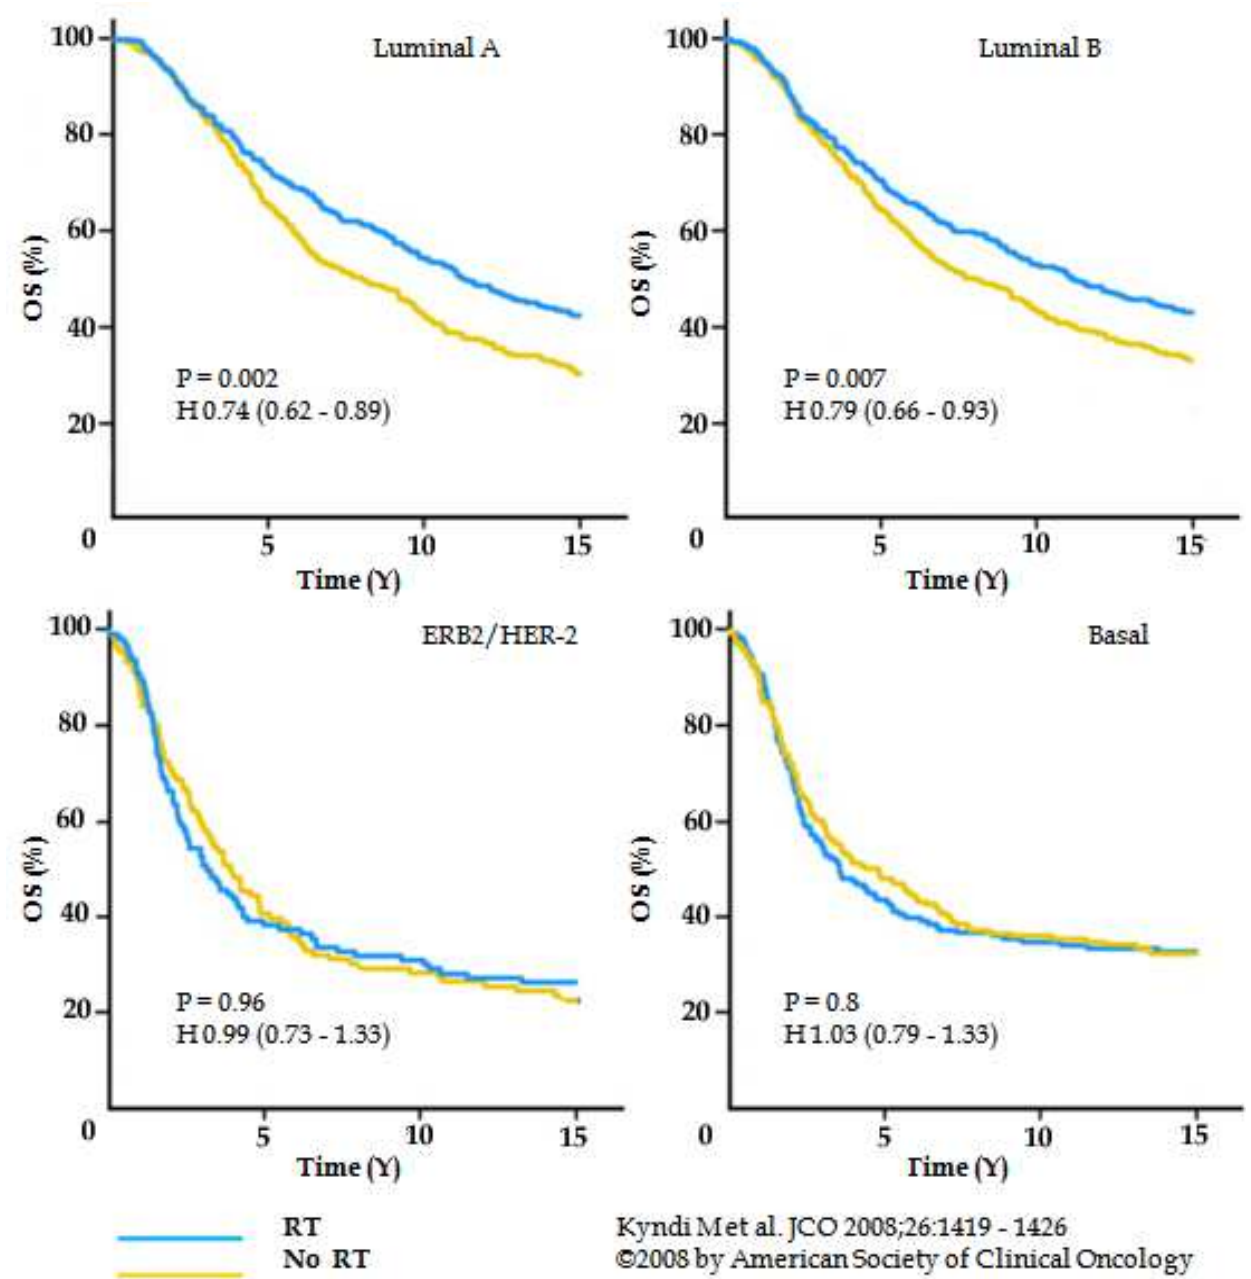 Luminal A
100
80
60
40
20
0
OS (%)
P = 0.002
H 0.74 (0.62 - 0.89)
5
10
15
Time (Y)
Luminal B
100
80
60
40
20
0
OS (%)
P = 0.007
H 0.79 (0.66 - 0.93)
5
10
15
Time (Y)
ERB2/HER-2
100
80
60
40
20
0
OS (%)
P = 0.96
H 0.99 (0.73 - 1.33)
5
10
15
Time (Y)
Basal
100
80
60
40
20
0
OS (%)
P = 0.8
H 1.03 (0.79 - 1.33)
5
10
15
Time (Y)
RT
No RT
Kyndi M et al. JCO 2008;26:1419 - 1426
©2008 by American Society of Clinical Oncology